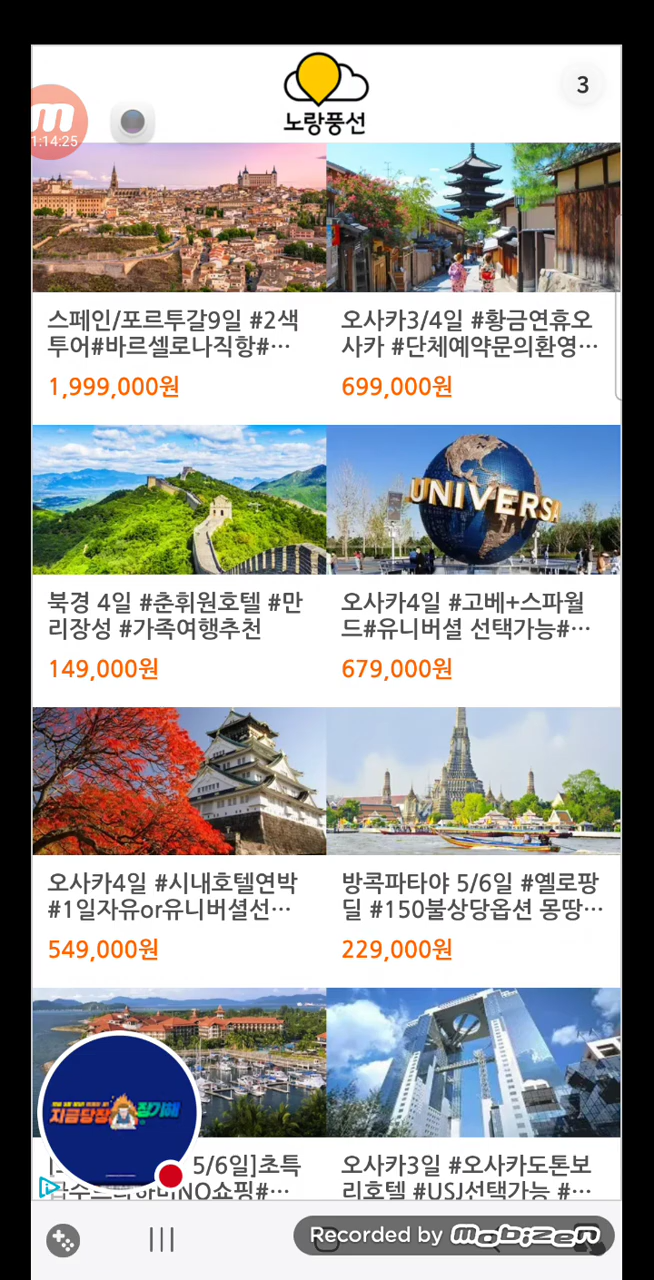 노랑풍선
3
m
1:14:25
스페인/포르투갈9일 #2색
투어#바르셀로나직항#…
1,999,000원
오사카3/4일 #황금연휴오
사카 #단체예약문의환영…
699,000원
UNIVERSA
북경 4일 #춘휘원호텔 #만
리장성 #가족여행추천
149,000원
오사카4일 #고베+스파월
드#유니버셜 선택가능#…
679,000원
오사카4일 #시내호텔연박
#1일자유or유니버셜선…
549,000원
방콕파타야 5/6일 #옐로팡
딜 #150불상당옵션 몽땅…
229,000원
지금당장
5/6일]초특
NO쇼핑#…
오사카3일 #오사카도톤보
리호텔 #USJ선택가능 #…
Recorded by mobizen